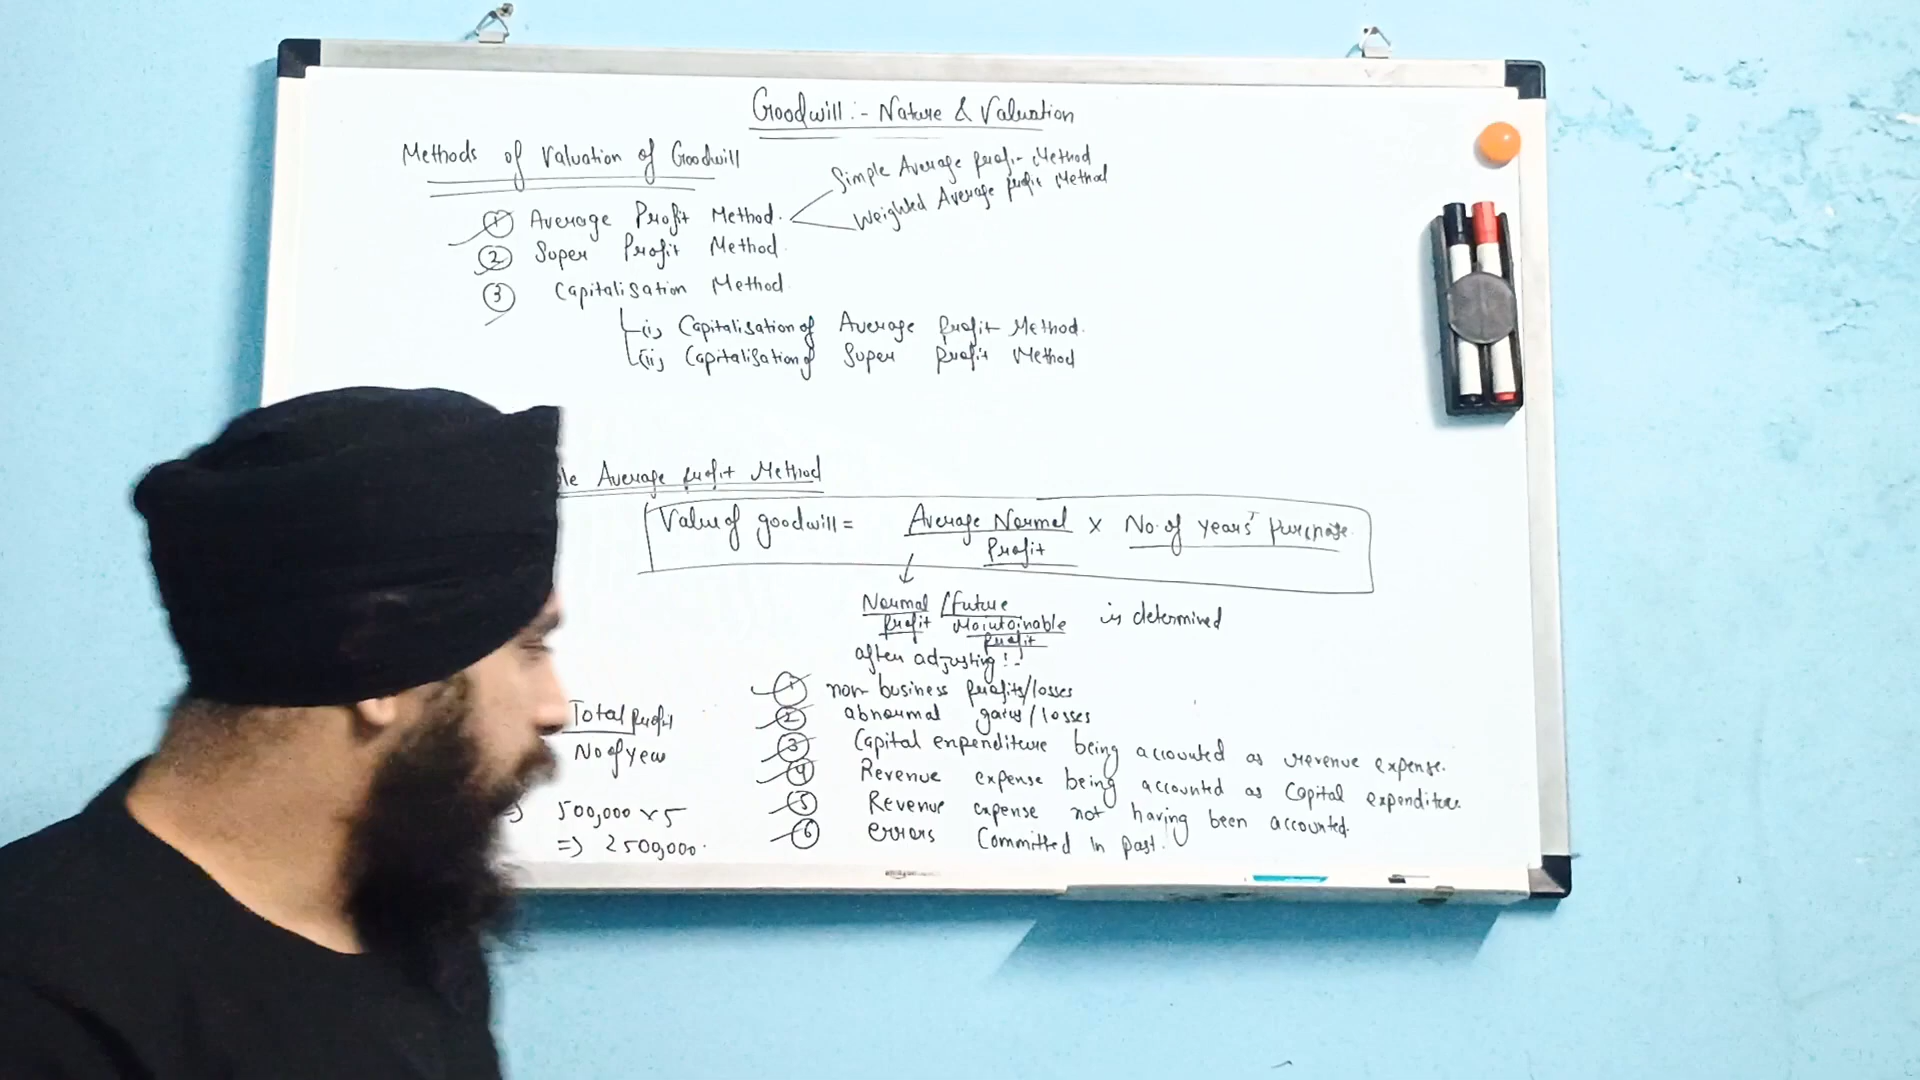 Goodwill :- Nature & Valuation
Methods of Valuation of Goodwill
① Average Profit Method.
Simple Average profit Method
Weighted Average profit Method
② Super Profit Method.
③ Capitalisation Method
(i) Capitalisation of Average profit Method.
(ii) Capitalisation of Super profit Method
le Average profit Method
Value of goodwill = Average Normal Profit × No. of years' purchase.
Normal profit / Future Maintainable profit is determined
after adjusting :-
① non business profits/losses
② abnormal gains/losses
③ Capital expenditure being accounted as revenue expense.
④ Revenue expense being accounted as Capital expenditure.
⑤ Revenue expense not having been accounted.
⑥ errors Committed in past.
Total profit
No of year
500,000 × 5
=> 2500,000.